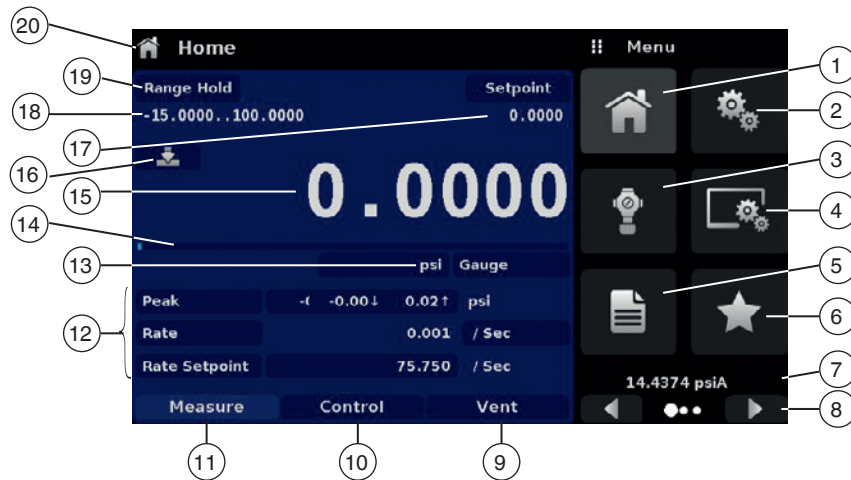 20 Home Menu
19 Range Hold Setpoint 1
18 -15.0000..100.0000 0.0000 2
17
16 3
15 0.0000 4
14
13 psi Gauge 5
12 Peak -0.00↓ 0.02↑ psi
Rate 0.001 / Sec 6
Rate Setpoint 75.750 / Sec
14.4374 psiA 7
Measure Control Vent 8
11 10 9